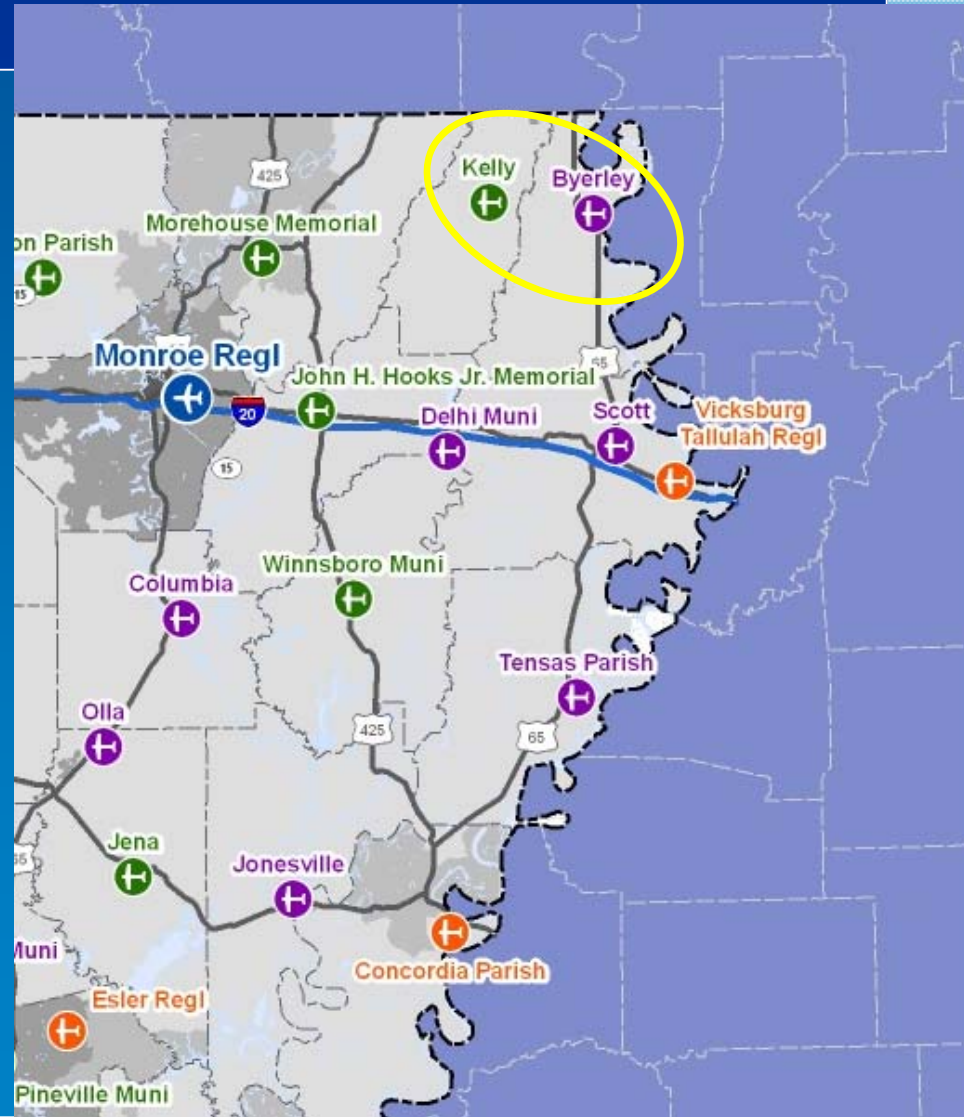 425
Kelly
Byerley
Morehouse Memorial
on Parish
15
Monroe Regl
John H. Hooks Jr. Memorial
65
20
Delhi Muni
Scott
Vicksburg
Tallulah Regl
15
Winnsboro Muni
Columbia
Tensas Parish
Olla
425
65
Jena
Jonesville
65
Muni
Concordia Parish
Esler Regl
Pineville Muni